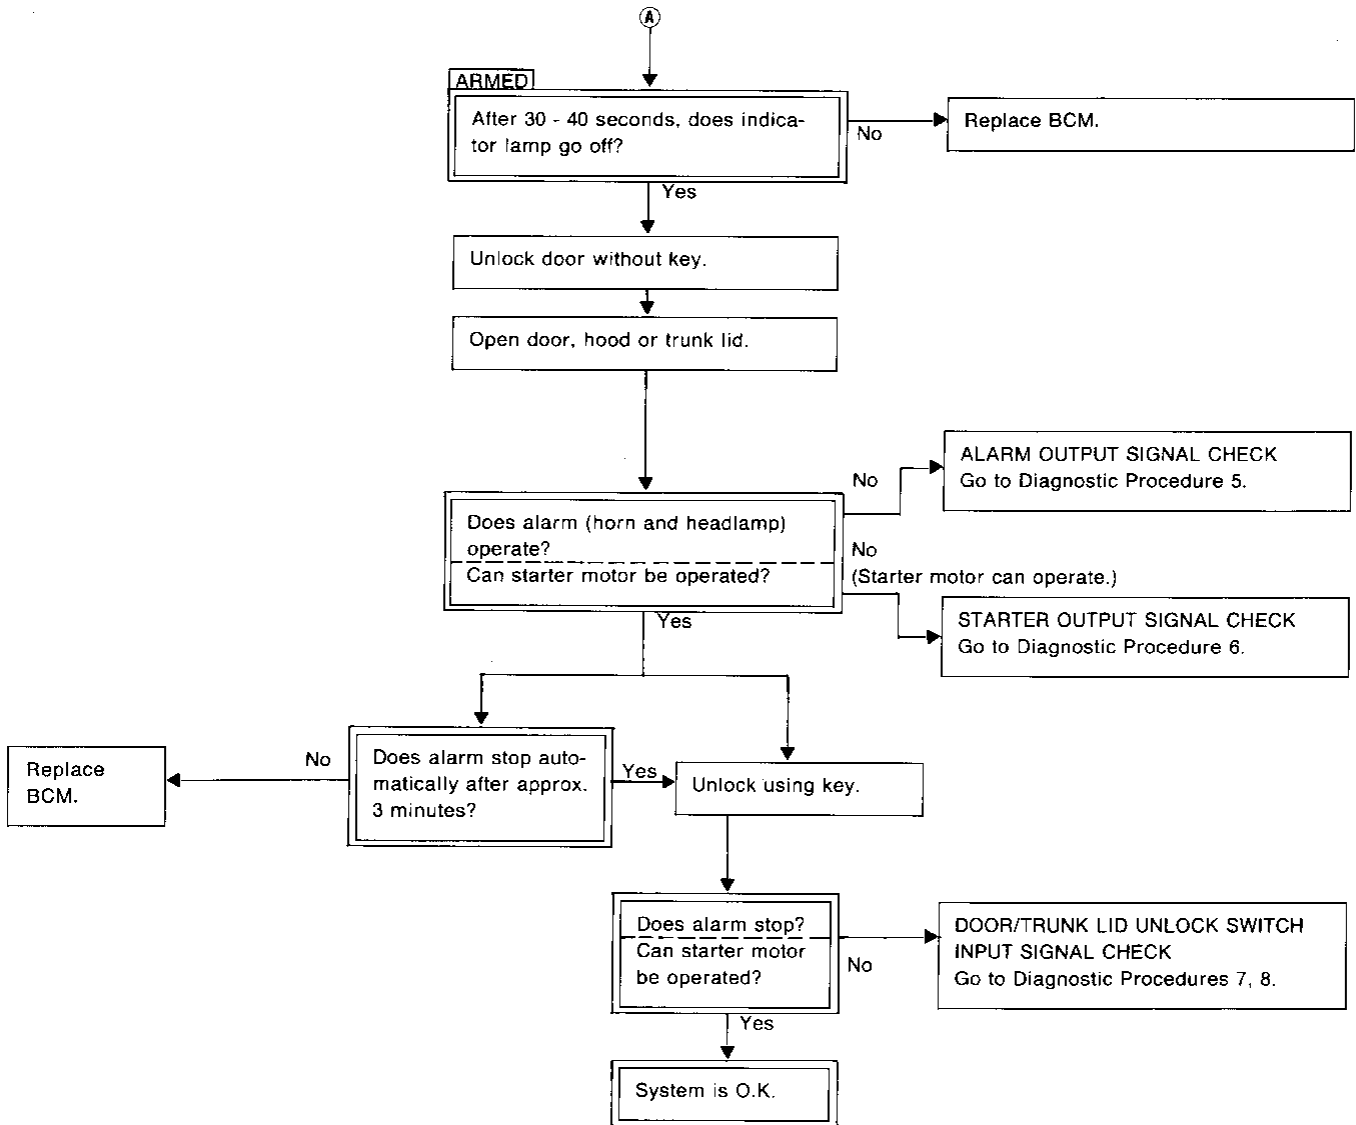 A
ARMED
After 30 - 40 seconds, does indica-
tor lamp go off?
No
Replace BCM.
Yes
Unlock door without key.
Open door, hood or trunk lid.
No
ALARM OUTPUT SIGNAL CHECK
Go to Diagnostic Procedure 5.
Does alarm (horn and headlamp)
operate?
Can starter motor be operated?
No
(Starter motor can operate.)
STARTER OUTPUT SIGNAL CHECK
Go to Diagnostic Procedure 6.
Yes
Replace
BCM.
No
Does alarm stop auto-
matically after approx.
3 minutes?
Yes
Unlock using key.
Does alarm stop?
Can starter motor
be operated?
No
DOOR/TRUNK LID UNLOCK SWITCH
INPUT SIGNAL CHECK
Go to Diagnostic Procedures 7, 8.
Yes
System is O.K.